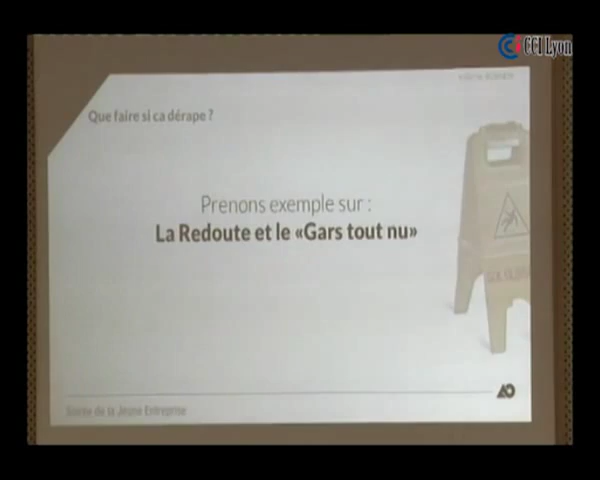 CCI Lyon
Que faire si ca dérape ?
Prenons exemple sur :
La Redoute et le «Gars tout nu»
Soirée de la Jeune Entreprise